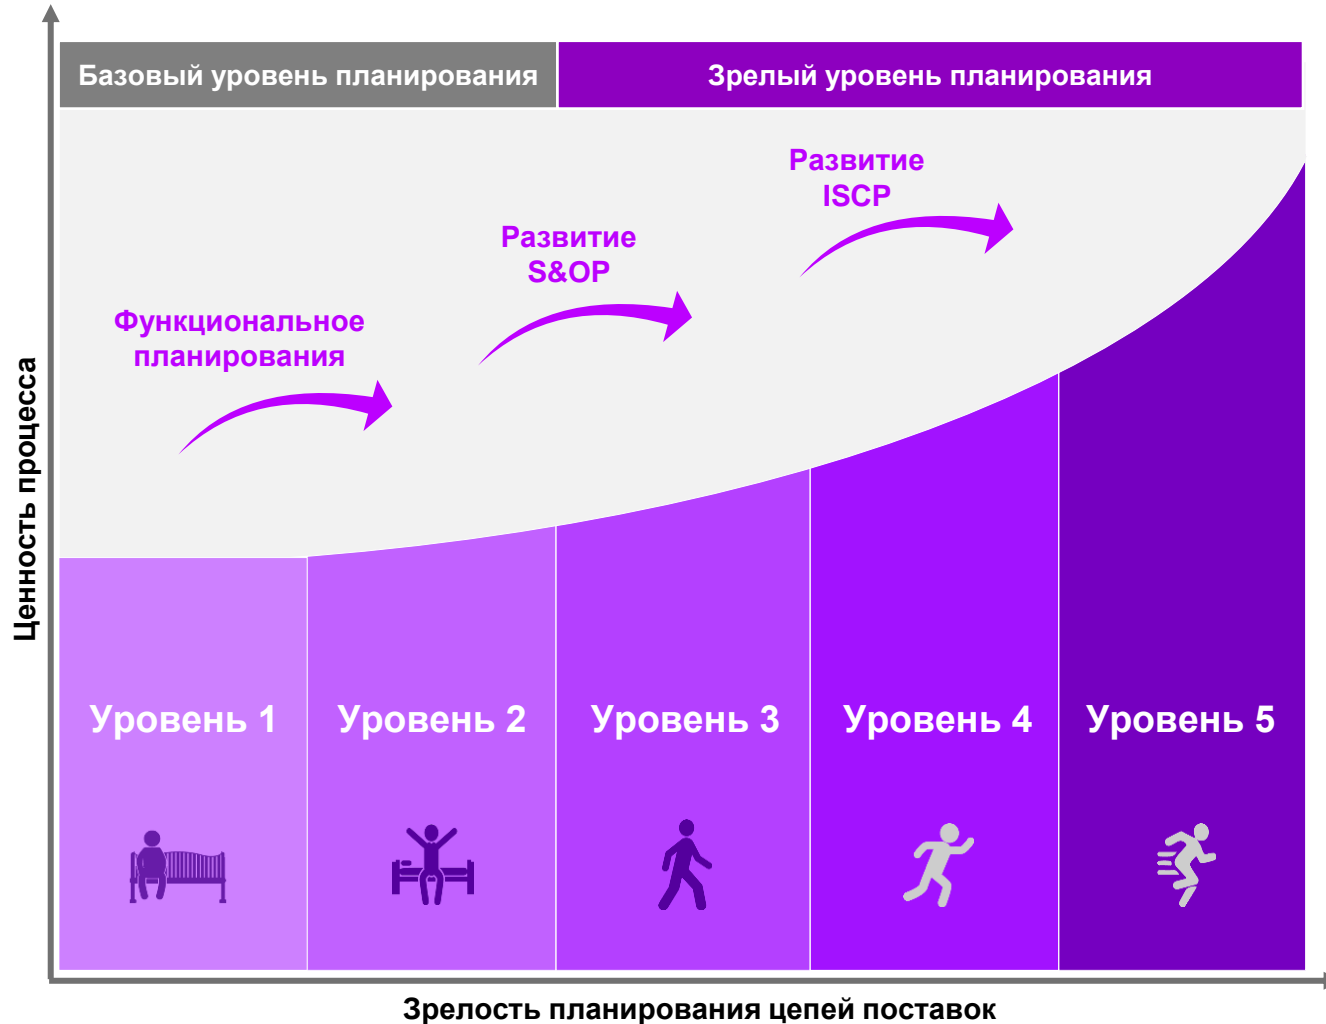 Базовый уровень планирования
Зрелый уровень планирования
Развитие
ISCP
Развитие
S&OP
Функциональное
планирования
Ценность процесса
Уровень 1
Уровень 2
Уровень 3
Уровень 4
Уровень 5
Зрелость планирования цепей поставок